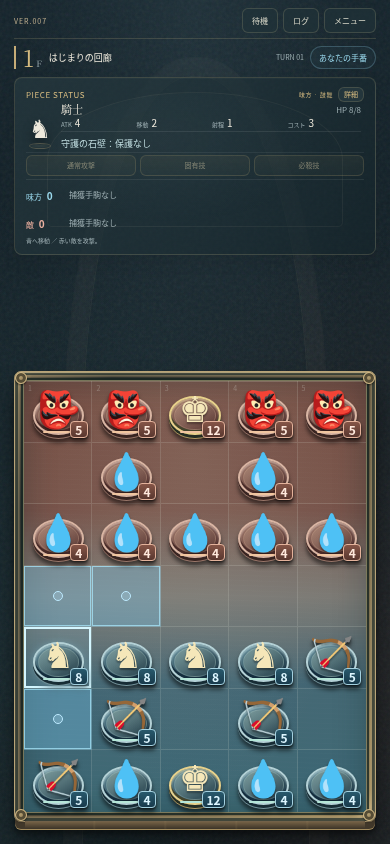 VER.007
待機 ログ メニュー
1F はじまりの回廊 TURN 01 あなたの手番
PIECE STATUS 味方 · 詳細
騎士 HP 8/8
ATK 4 移動 2 射程 1 コスト 3
守護の石壁：保護なし
通常攻撃 固有技 必殺技
味方 0 捕獲手駒なし
敵 0 捕獲手駒なし
青へ移動 ／ 赤い敵を攻撃。
1 2 3 4 5
5 5 12 5 5
4 4
4 4 4 4 4
8 8 8 8 5
5 5
5 4 12 4 4